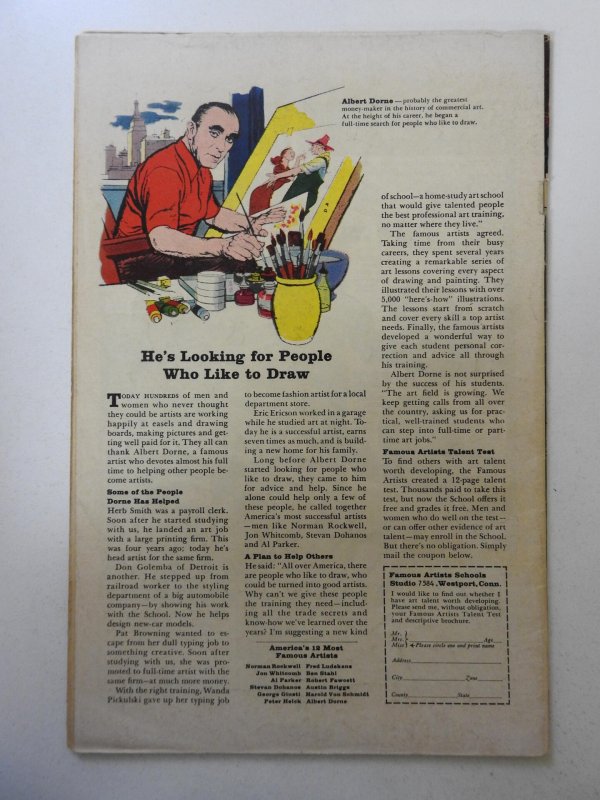 Albert Dorne — probably the greatest
money-maker in the history of commercial art.
At the height of his career, he began a
full-time search for people who like to draw.
He's Looking for People
Who Like to Draw
TODAY HUNDREDS of men and
women who never thought
they could be artists are working
happily at easels and drawing
boards, making pictures and get-
ting well paid for it. They all can
thank Albert Dorne, a famous
artist who devotes almost his full
time to helping other people be-
come artists.
Some of the People
Dorne Has Helped
Herb Smith was a payroll clerk.
Soon after he started studying
with us, he landed an art job
with a large printing firm. This
was four years ago: today he's
head artist for the same firm.
Don Golemba of Detroit is
another. He stepped up from
railroad worker to the styling
department of a big automobile
company—by showing his work
with the School. Now he helps
design new-car models.
Pat Browning wanted to es-
cape from her dull typing job to
something creative. Soon after
studying with us, she was pro-
moted to full-time artist with the
same firm—at much more money.
With the right training, Wanda
Pickulski gave up her typing job
to become fashion artist for a local
department store.
Eric Ericson worked in a garage
while he studied art at night. To-
day he is a successful artist, earns
seven times as much, and is build-
ing a new home for his family.
Long before Albert Dorne
started looking for people who
like to draw, they came to him
for advice and help. Since he
alone could help only a few of
these people, he called together
America's most successful artists
—men like Norman Rockwell,
Jon Whitcomb, Stevan Dohanos
and Al Parker.
A Plan to Help Others
He said: "All over America, there
are people who like to draw, who
could be turned into good artists.
Why can't we give these people
the training they need—includ-
ing all the trade secrets and
know-how we've learned over the
years? I'm suggesting a new kind
America's 12 Most
Famous Artists
Norman Rockwell Fred Ludekens
Jon Whitcomb Ben Stahl
Al Parker Robert Fawcett
Stevan Dohanos Austin Briggs
George Giusti Harold Von Schmidt
Peter Helck Albert Dorne
of school—a home-study art school
that would give talented people
the best professional art training,
no matter where they live."
The famous artists agreed.
Taking time from their busy
careers, they spent several years
creating a remarkable series of
art lessons covering every aspect
of drawing and painting. They
illustrated their lessons with over
5,000 "here's-how" illustrations.
The lessons start from scratch
and cover every skill a top artist
needs. Finally, the famous artists
developed a wonderful way to
give each student personal cor-
rection and advice all through
his training.
Albert Dorne is not surprised
by the success of his students.
"The art field is growing. We
keep getting calls from all over
the country, asking us for prac-
tical, well-trained students who
can step into full-time or part-
time art jobs."
Famous Artists Talent Test
To find others with art talent
worth developing, the Famous
Artists created a 12-page talent
test. Thousands paid to take this
test, but now the School offers it
free and grades it free. Men and
women who do well on the test—
or can offer other evidence of art
talent—may enroll in the School.
But there's no obligation. Simply
mail the coupon below.
Famous Artists Schools
Studio 7384, Westport, Conn.
I would like to find out whether I
have art talent worth developing.
Please send me, without obligation,
your Famous Artists Talent Test
and descriptive brochure.
Mr.
Mrs. Age
Miss Please circle one and print name
Address
City Zone
County State